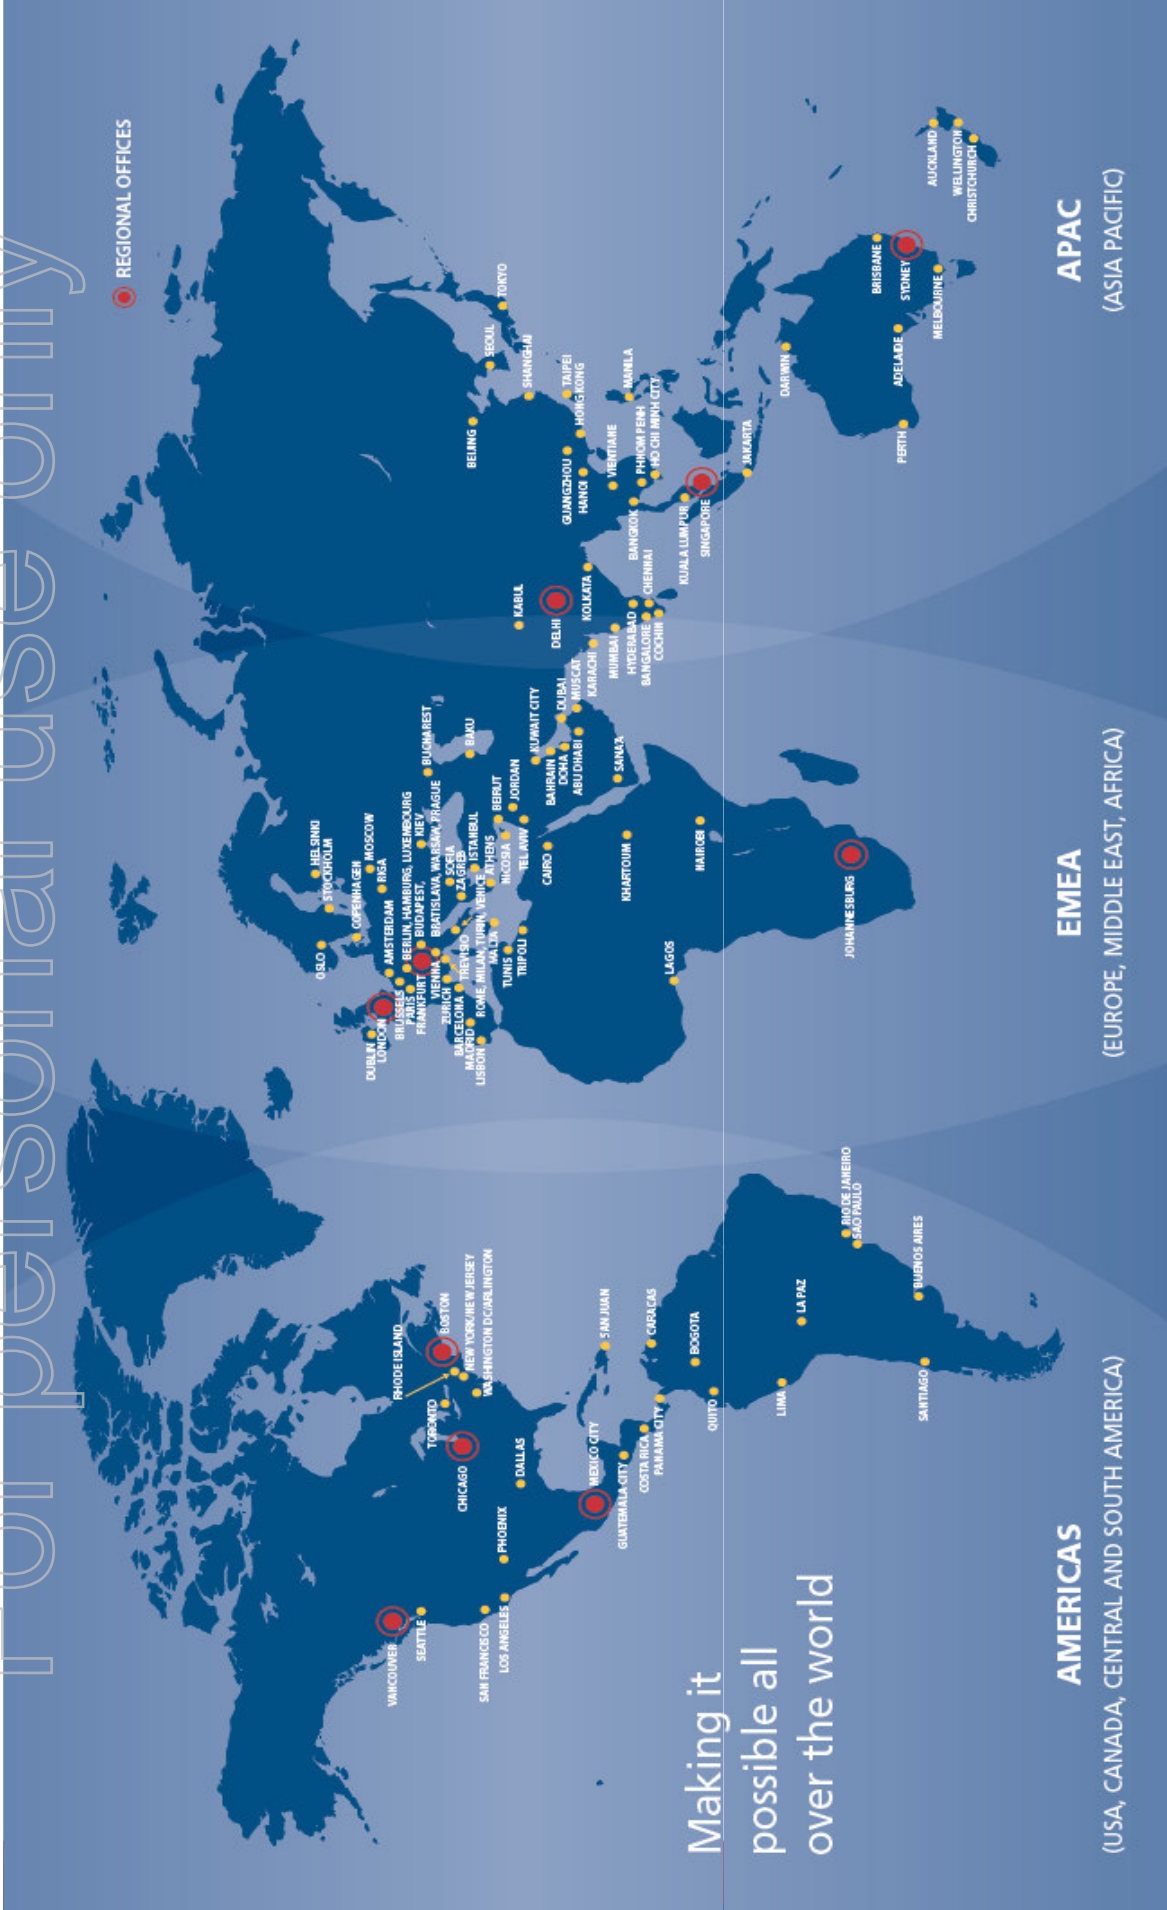 For personal use only
REGIONAL OFFICES
HELSINKI
STOCKHOLM
OSLO
COPENHAGEN
MOSCOW
RIGA
AMSTERDAM
DUBLIN
LONDON
BERLIN, HAMBURG, LUXEMBOURG
BRUSSELS
PARIS
KIEV
BUDAPEST,
FRANKFURT
BUCHAREST
BRATISLAVA, WARSAW, PRAGUE
VIENNA
ZURICH
SOFIA
ZAGREB
TREVISIO
BARCELONA
BAKU
ISTANBUL
MADRID
ROME, MILAN, TURIN, VENICE
LISBON
ATHENS
MALTA
BEIRUT
NICOSIA
JORDAN
TUNIS
TRIPOLI
TEL AVIV
KUWAIT CITY
CAIRO
BAHRAIN
DOHA
DUBAI
ABU DHABI
MUSCAT
SANA'A
KHARTOUM
LAGOS
NAIROBI
JOHANNESBURG
BEIJING
SEOUL
TOKYO
SHANGHAI
KABUL
DELHI
TAIPEI
GUANGZHOU
HONG KONG
HANOI
KOLKATA
KARACHI
VIENTIANE
MUMBAI
MANILA
HYDERABAD
BANGKOK
PHNOM PENH
CHENNAI
BANGALORE
HO CHI MINH CITY
COCHIN
KUALA LUMPUR
SINGAPORE
JAKARTA
DARWIN
BRISBANE
PERTH
ADELAIDE
SYDNEY
MELBOURNE
AUCKLAND
WELLINGTON
CHRISTCHURCH
VANCOUVER
SEATTLE
RHODE ISLAND
BOSTON
TORONTO
NEW YORK/NEW JERSEY
CHICAGO
WASHINGTON DC/ARLINGTON
SAN FRANCISCO
LOS ANGELES
PHOENIX
DALLAS
MEXICO CITY
SAN JUAN
GUATEMALA CITY
COSTA RICA
PANAMA CITY
CARACAS
BOGOTA
QUITO
LIMA
LA PAZ
RIO DE JANEIRO
SAO PAULO
BUENOS AIRES
SANTIAGO
Making it
possible all
over the world
AMERICAS
(USA, CANADA, CENTRAL AND SOUTH AMERICA)
EMEA
(EUROPE, MIDDLE EAST, AFRICA)
APAC
(ASIA PACIFIC)